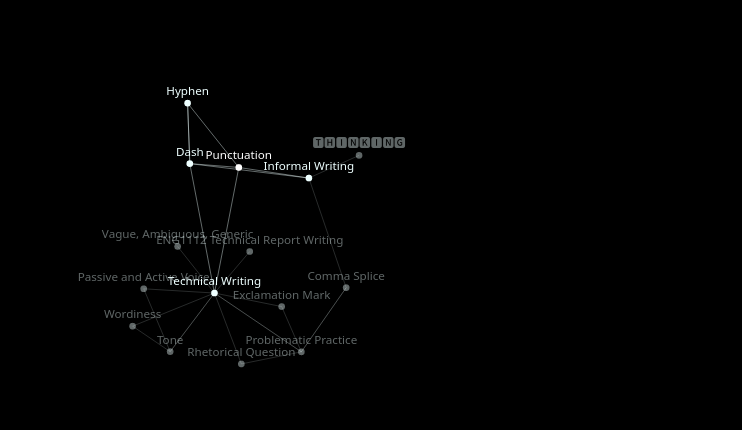 Hyphen
THINKING
Dash
Punctuation
Informal Writing
Vague, Ambiguous, Generic
ENG1112 Technical Report Writing
Passive and Active Voice
Technical Writing
Comma Splice
Exclamation Mark
Wordiness
Tone
Problematic Practice
Rhetorical Question